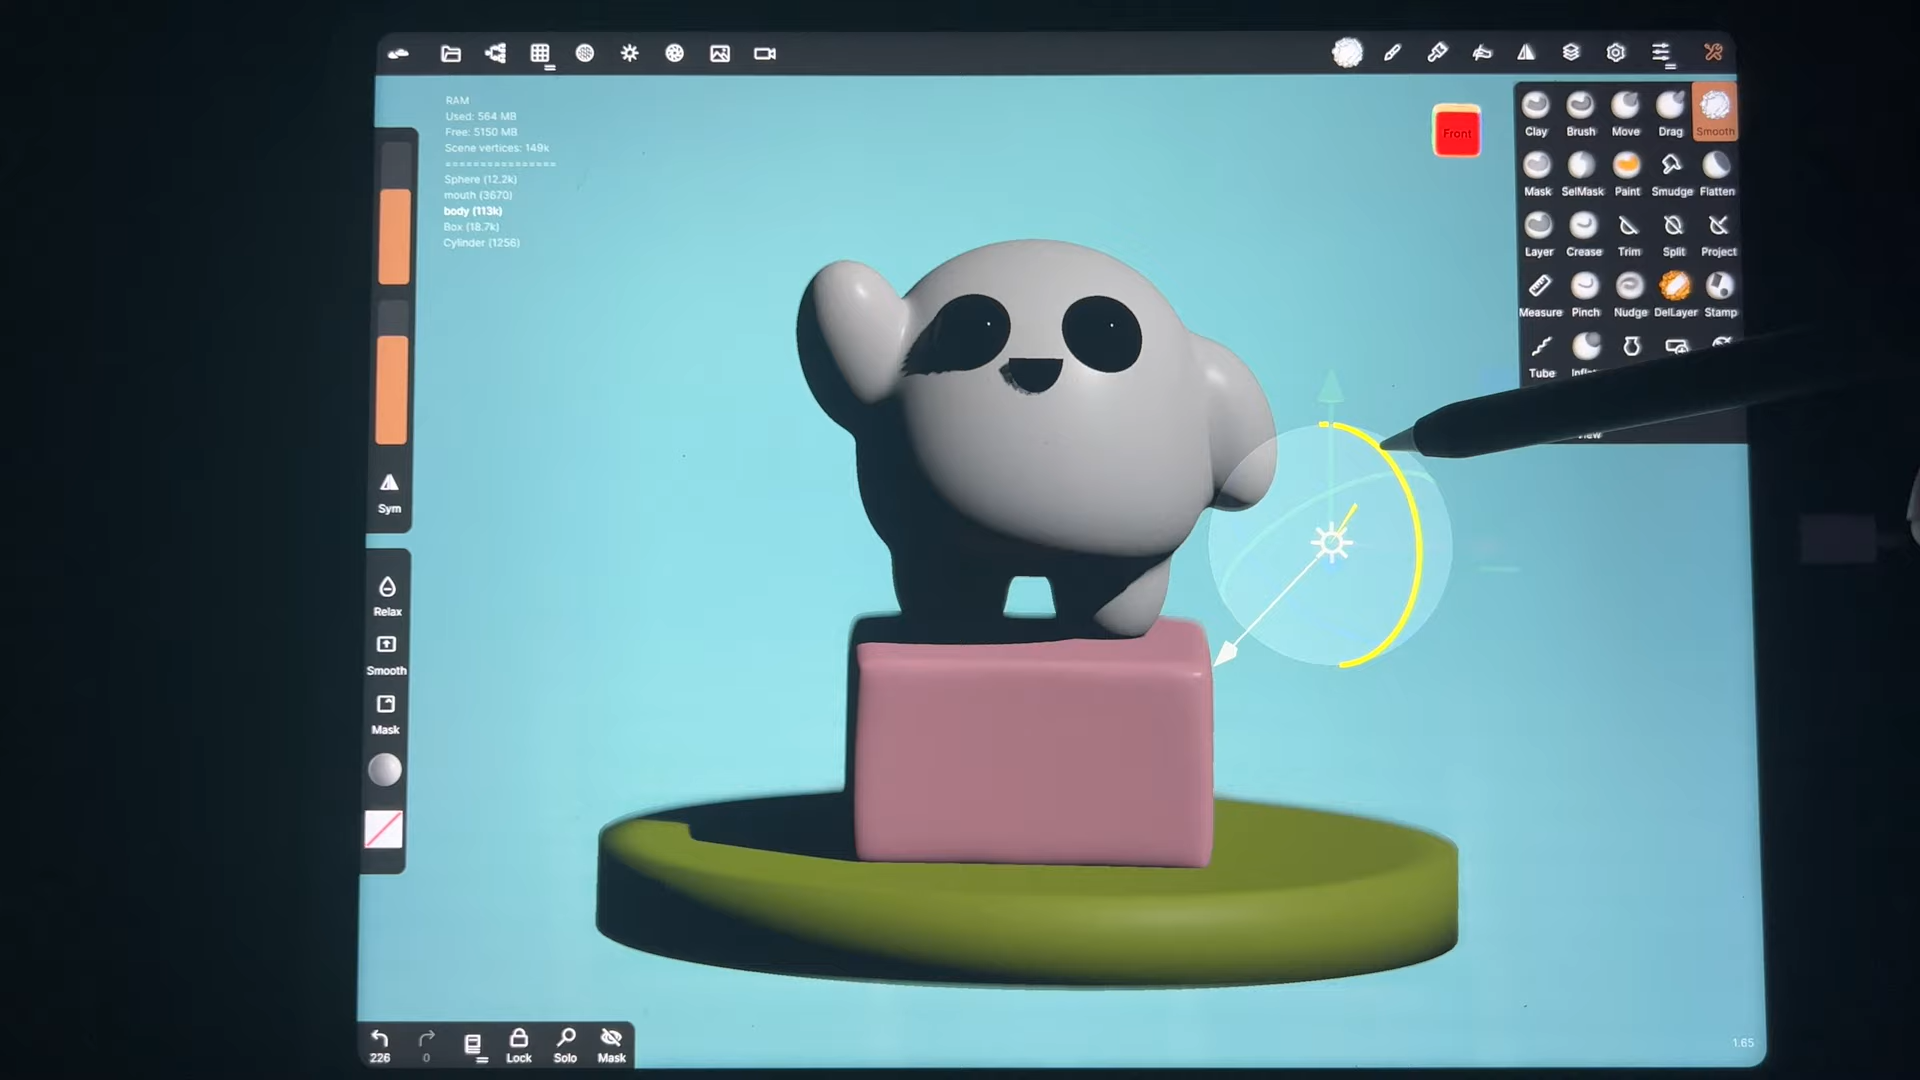 RAM
Used: 564 MB
Free: 5150 MB
Scene vertices: 149k
================
Sphere (12.2k)
mouth (3670)
body (113k)
Box (18.7k)
Cylinder (1256)
Front
Clay Brush Move Drag Smooth
Mask SelMask Paint Smudge Flatten
Layer Crease Trim Split Project
Measure Pinch Nudge DelLayer Stamp
Tube
View
Sym
Relax
Smooth
Mask
226 0 Lock Solo Mask
1.65